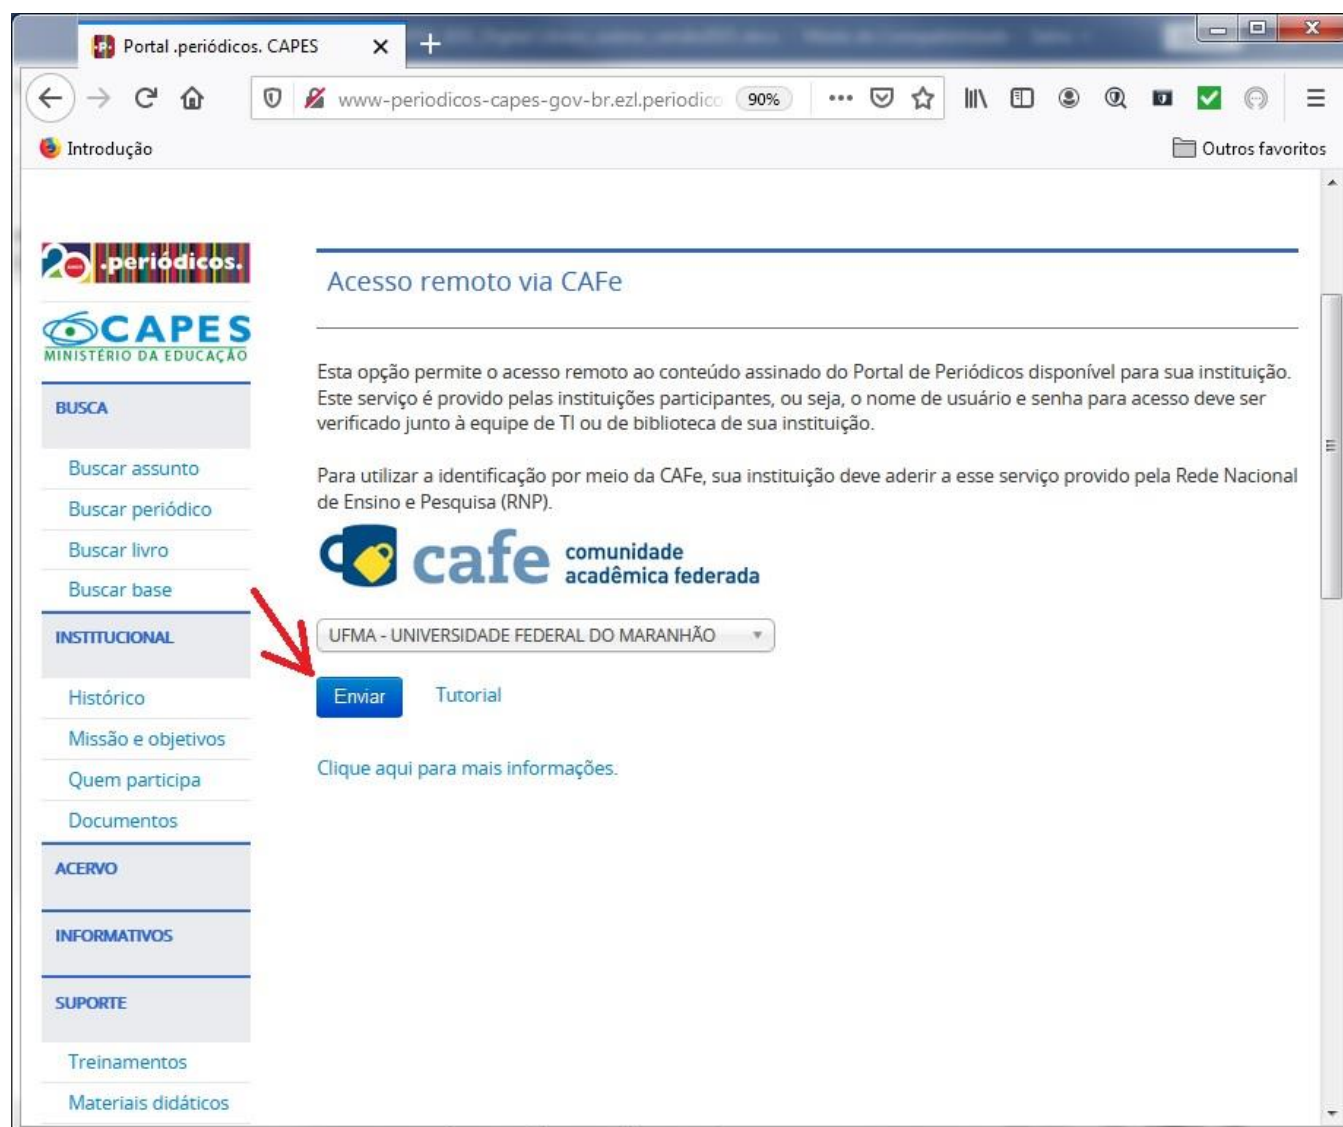 Portal .periódicos. CAPES
www-periodicos-capes-gov-br.ezl.periodico
90%
Introdução
Outros favoritos
20 .periódicos.
CAPES
MINISTÉRIO DA EDUCAÇÃO
BUSCA
Buscar assunto
Buscar periódico
Buscar livro
Buscar base
INSTITUCIONAL
Histórico
Missão e objetivos
Quem participa
Documentos
ACERVO
INFORMATIVOS
SUPORTE
Treinamentos
Materiais didáticos
Acesso remoto via CAFe
Esta opção permite o acesso remoto ao conteúdo assinado do Portal de Periódicos disponível para sua instituição.
Este serviço é provido pelas instituições participantes, ou seja, o nome de usuário e senha para acesso deve ser
verificado junto à equipe de TI ou de biblioteca de sua instituição.
Para utilizar a identificação por meio da CAFe, sua instituição deve aderir a esse serviço provido pela Rede Nacional
de Ensino e Pesquisa (RNP).
cafe comunidade
acadêmica federada
UFMA - UNIVERSIDADE FEDERAL DO MARANHÃO
Enviar Tutorial
Clique aqui para mais informações.